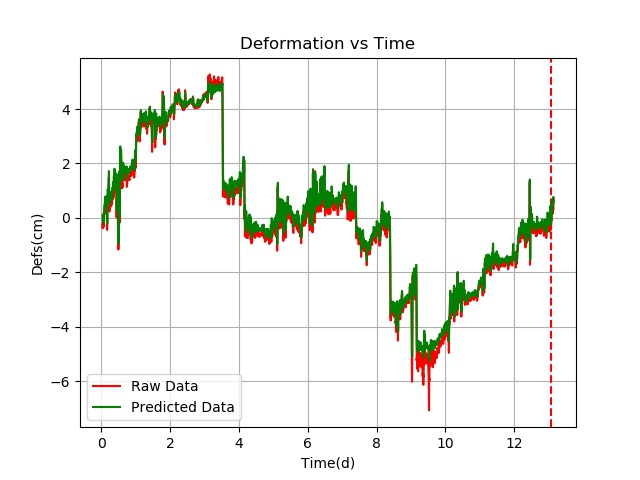 Deformation vs Time
Defs(cm)
4
2
0
−2
−4
−6
Raw Data
Predicted Data
0 2 4 6 8 10 12
Time(d)